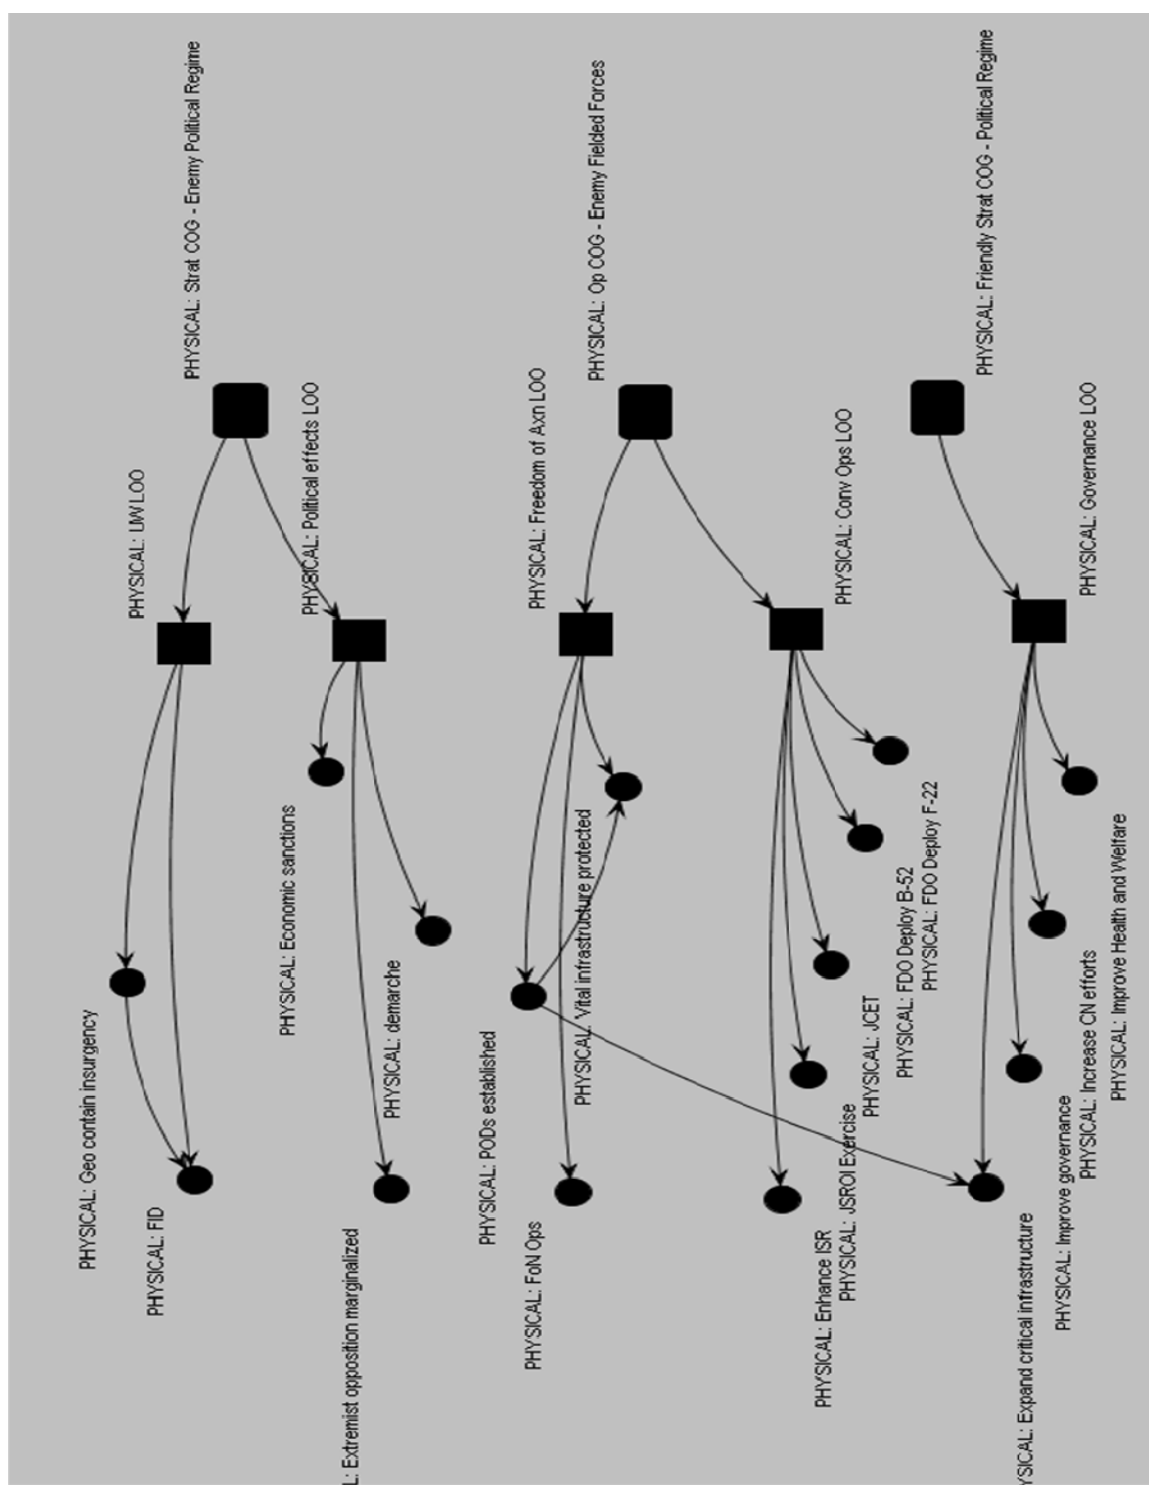 PHYSICAL: Strat COG - Enemy Political Regime
PHYSICAL: Op COG - Enemy Fielded Forces
PHYSICAL: Friendly Strat COG - Political Regime
PHYSICAL: UW LOO
PHYSICAL: Political effects LOO
PHYSICAL: Freedom of Axn LOO
PHYSICAL: Conv Ops LOO
PHYSICAL: Governance LOO
PHYSICAL: Geo contain insurgency
PHYSICAL: FID
PHYSICAL: Economic sanctions
L: Extremist opposition marginalized
PHYSICAL: demarche
PHYSICAL: PODs established
PHYSICAL: FoN Ops
PHYSICAL: Vital infrastructure protected
PHYSICAL: Enhance ISR
PHYSICAL: JSROI Exercise
PHYSICAL: JCET
PHYSICAL: FDO Deploy B-52
PHYSICAL: FDO Deploy F-22
YSICAL: Expand critical infrastructure
PHYSICAL: Improve governance
PHYSICAL: Increase CN efforts
PHYSICAL: Improve Health and Welfare